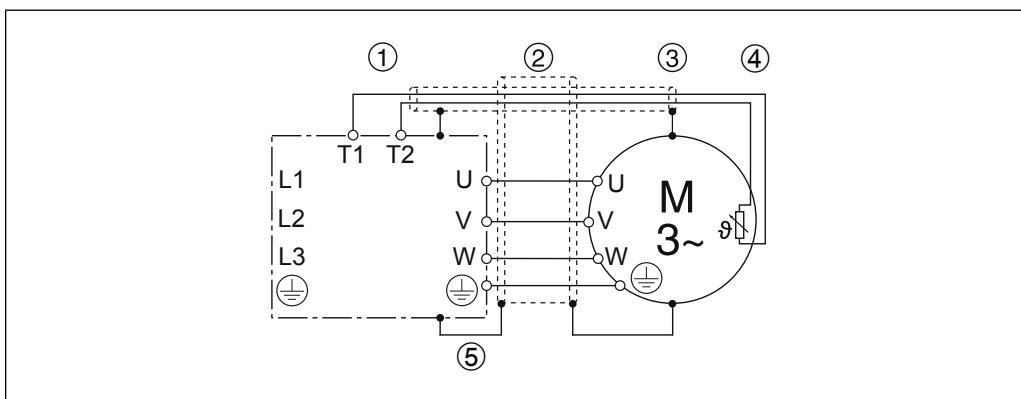 ① ② ③ ④
T1 T2
L1 U U
M
L2 V V
3~ ϑ
L3 W W
⑤